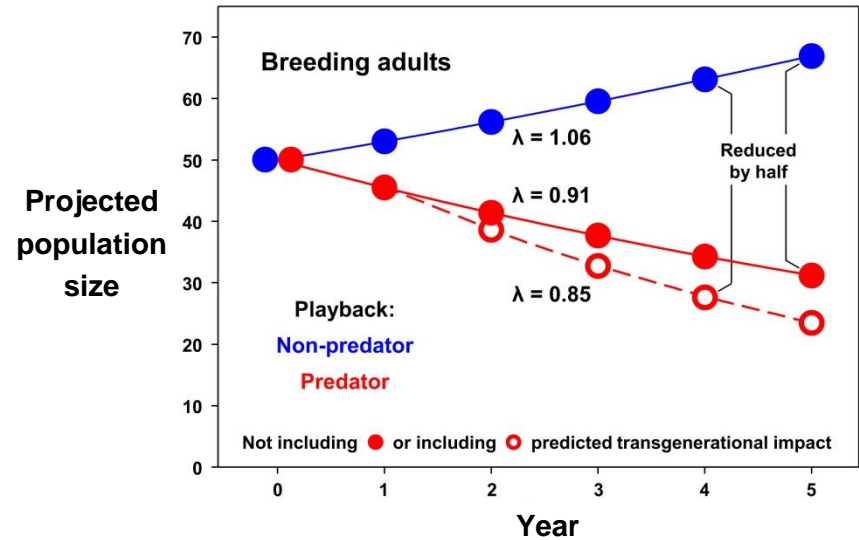 Projected
population
size
70
60
50
40
30
20
10
0
Breeding adults
λ = 1.06
λ = 0.91
λ = 0.85
Reduced
by half
Playback:
Non-predator
Predator
Not including or including predicted transgenerational impact
0 1 2 3 4 5
Year